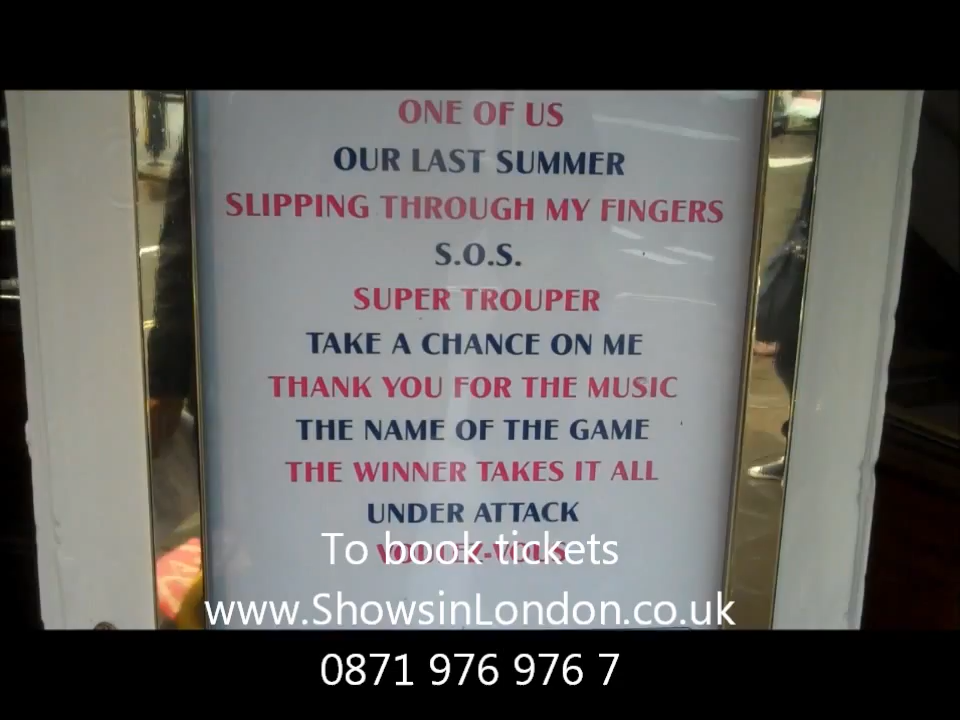 ONE OF US
OUR LAST SUMMER
SLIPPING THROUGH MY FINGERS
S.O.S.
SUPER TROUPER
TAKE A CHANCE ON ME
THANK YOU FOR THE MUSIC
THE NAME OF THE GAME
THE WINNER TAKES IT ALL
UNDER ATTACK
VOULEZ-VOUS
To book tickets
www.ShowsinLondon.co.uk
0871 976 976 7